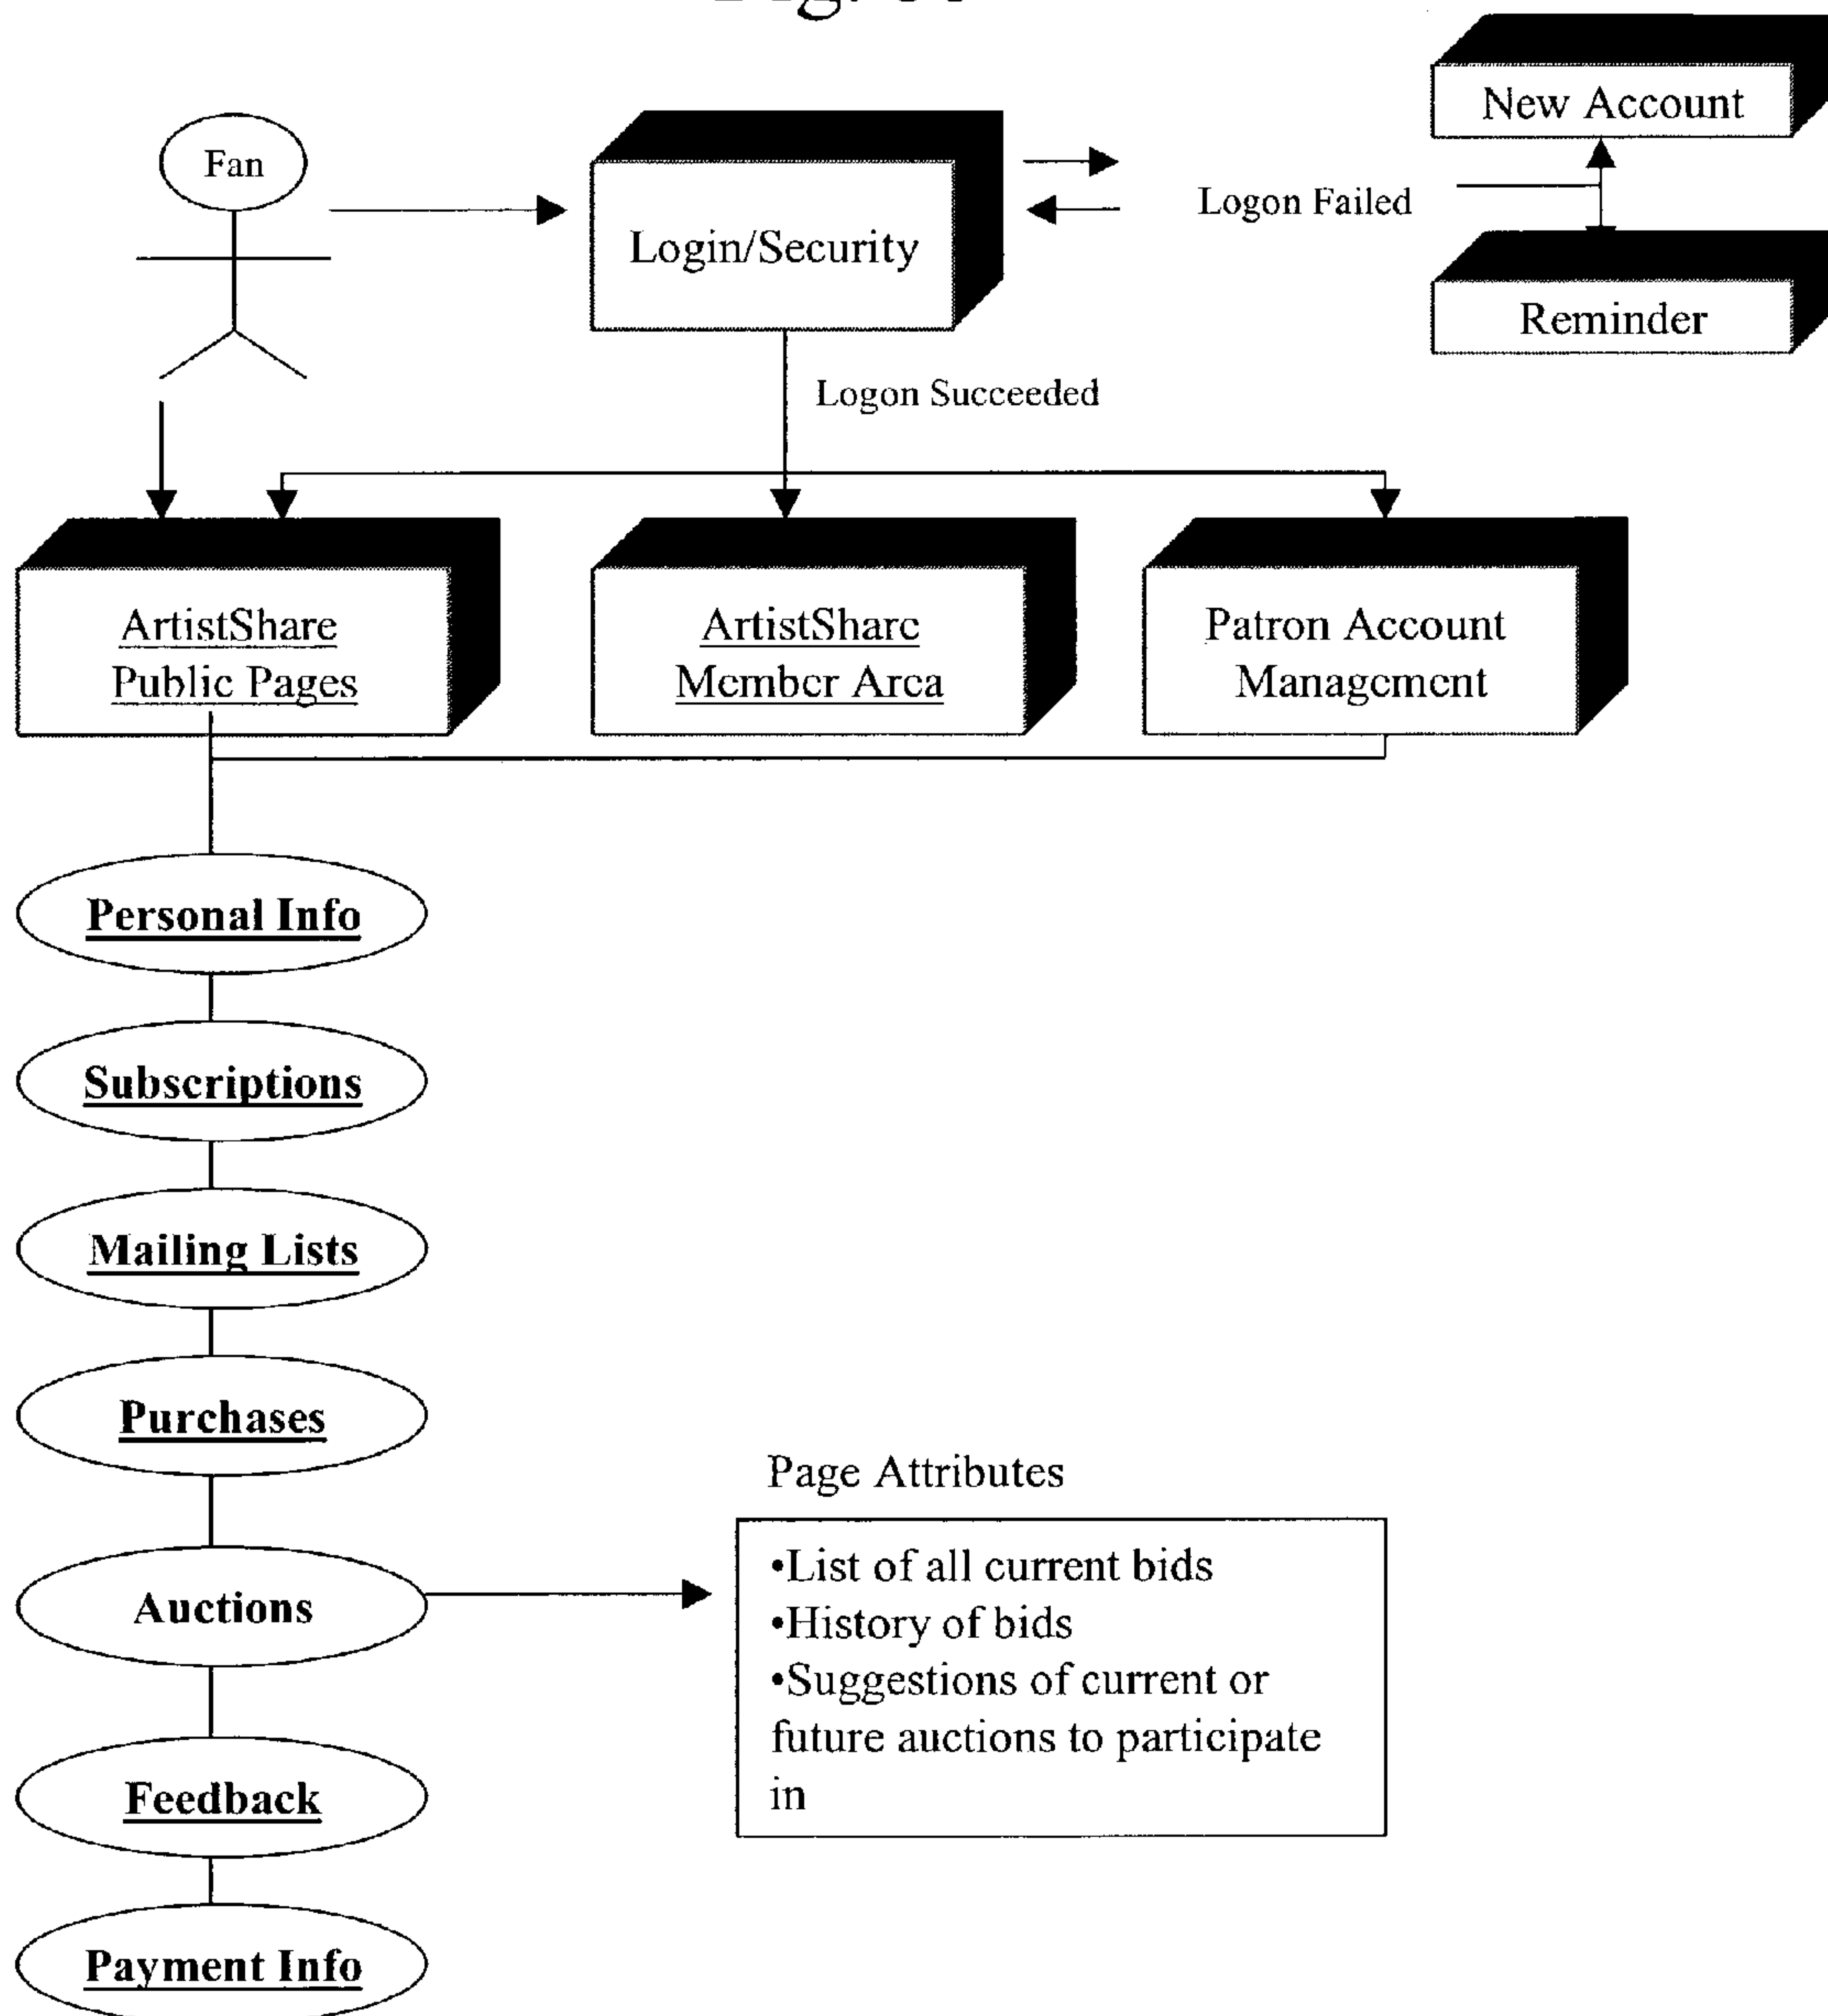 New Account
Fan
Logon Failed
Login/Security
Reminder
Logon Succeeded
ArtistShare
Public Pages
ArtistShare
Member Area
Patron Account
Management
Personal Info
Subscriptions
Mailing Lists
Purchases
Page Attributes
•List of all current bids
•History of bids
•Suggestions of current or
future auctions to participate
in
Auctions
Feedback
Payment Info